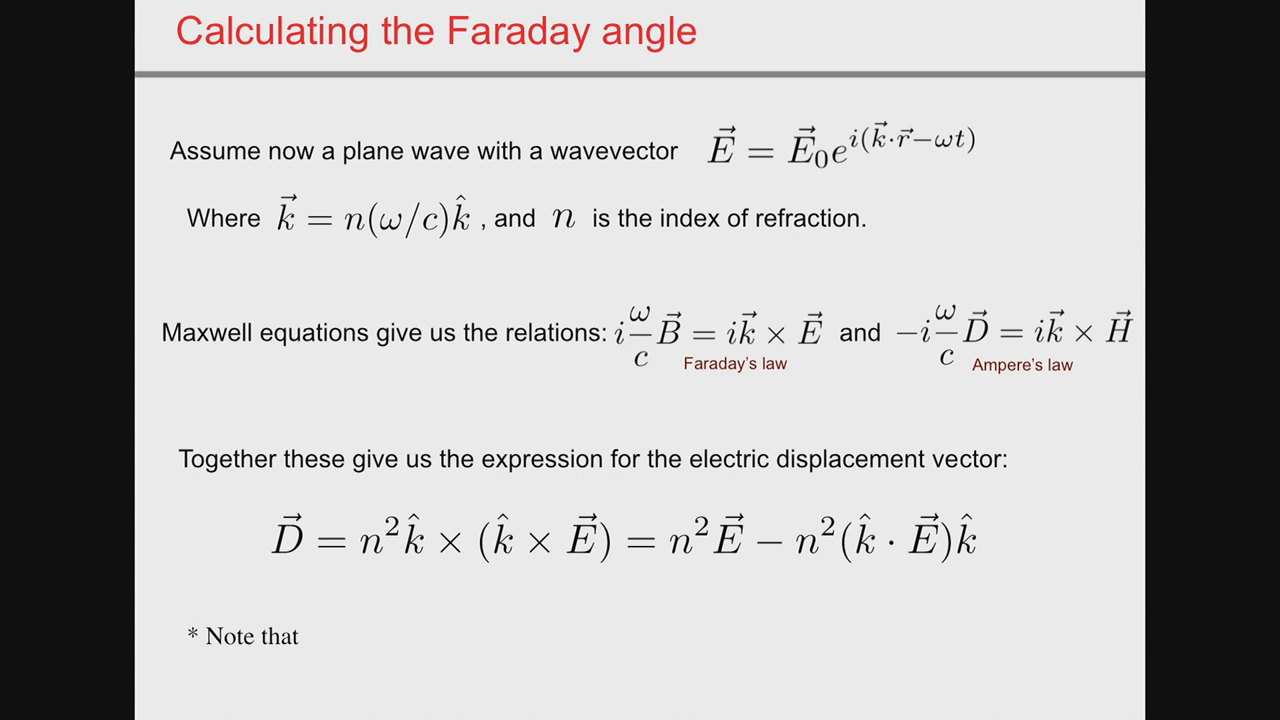 Calculating the Faraday angle
Assume now a plane wave with a wavevector $\vec{E} = \vec{E}_0 e^{i(\vec{k}\cdot\vec{r}-\omega t)}$
Where $\vec{k} = n(\omega/c)\hat{k}$ , and $n$ is the index of refraction.
Maxwell equations give us the relations: $i\frac{\omega}{c}\vec{B} = i\vec{k} \times \vec{E}$ and $-i\frac{\omega}{c}\vec{D} = i\vec{k} \times \vec{H}$
Faraday's law Ampere's law
Together these give us the expression for the electric displacement vector:
$\vec{D} = n^2\hat{k} \times (\hat{k} \times \vec{E}) = n^2\vec{E} - n^2(\hat{k} \cdot \vec{E})\hat{k}$
* Note that